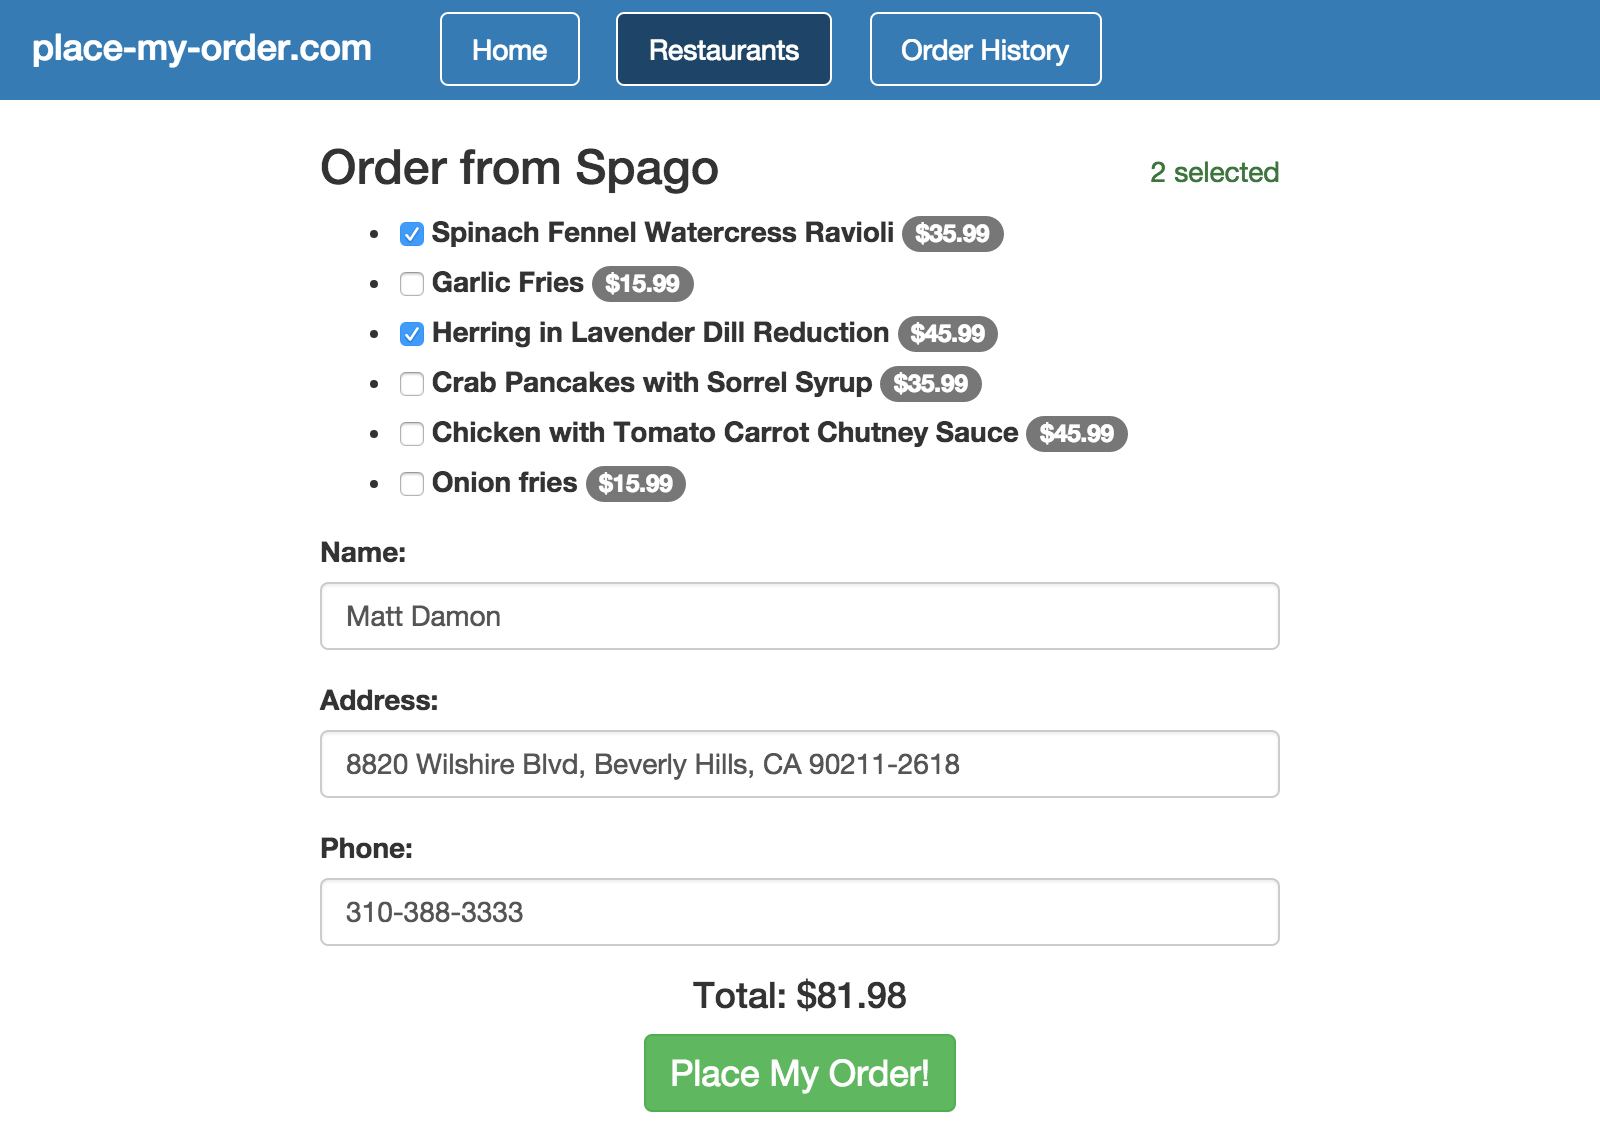 place-my-order.com Home Restaurants Order History
Order from Spago 2 selected
Spinach Fennel Watercress Ravioli $35.99
Garlic Fries $15.99
Herring in Lavender Dill Reduction $45.99
Crab Pancakes with Sorrel Syrup $35.99
Chicken with Tomato Carrot Chutney Sauce $45.99
Onion fries $15.99
Name:
Matt Damon
Address:
8820 Wilshire Blvd, Beverly Hills, CA 90211-2618
Phone:
310-388-3333
Total: $81.98
Place My Order!